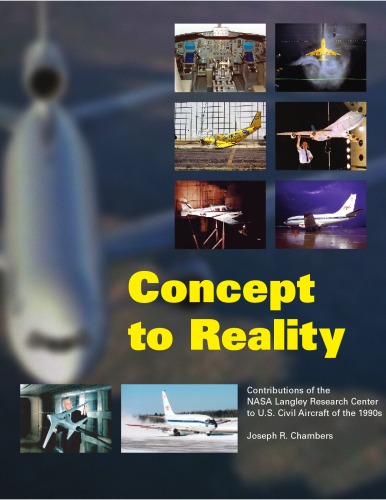 Concept
to Reality
Contributions of the
NASA Langley Research Center
to U.S. Civil Aircraft of the 1990s
Joseph R. Chambers